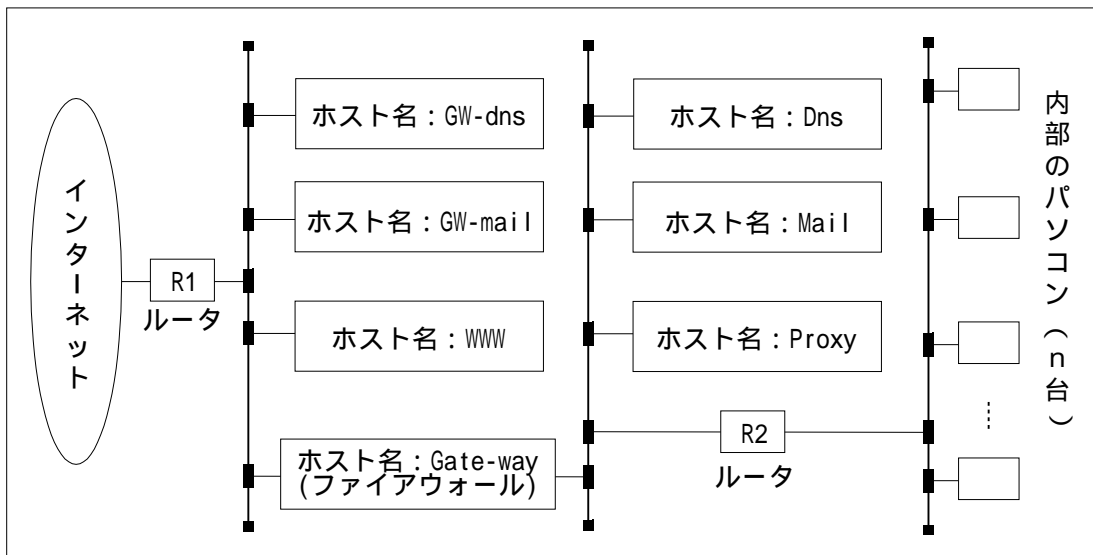 インターネット
R1
ルータ
ホスト名：GW-dns
ホスト名：GW-mail
ホスト名：WWW
ホスト名：Gate-way
(ファイアウォール)
ホスト名：Dns
ホスト名：Mail
ホスト名：Proxy
R2
ルータ
内部のパソコン（n台）